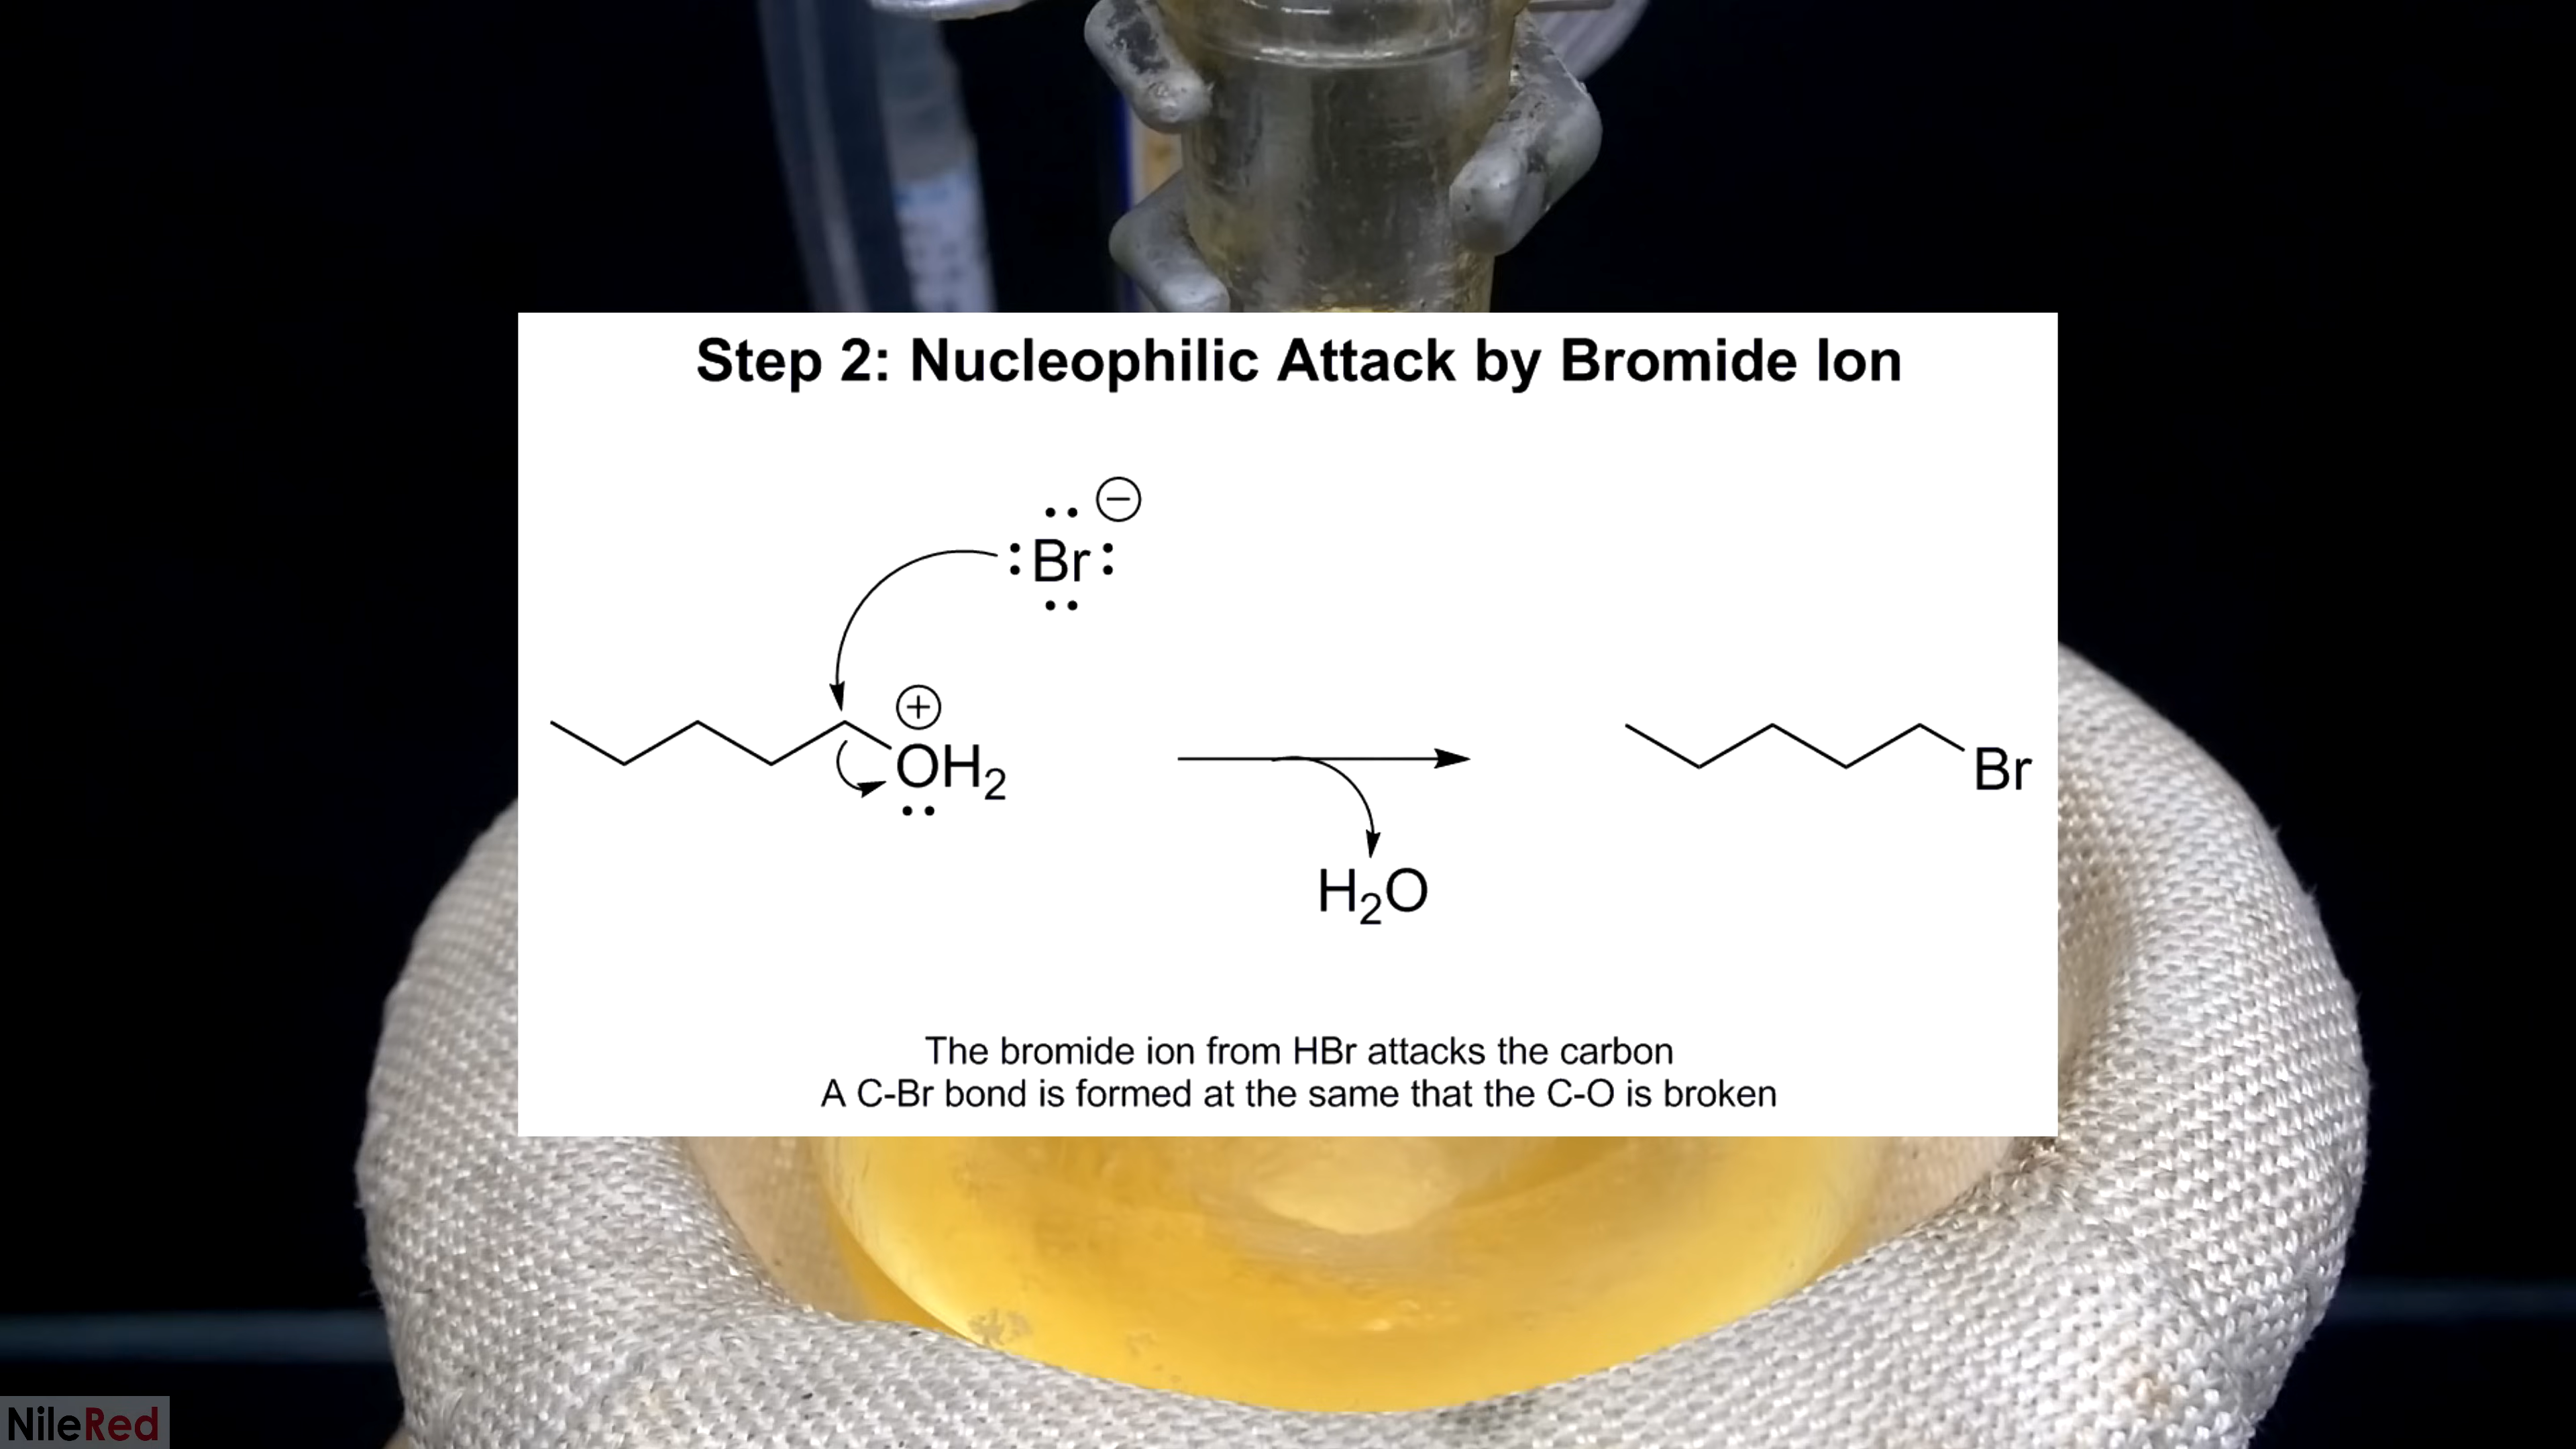 Step 2: Nucleophilic Attack by Bromide Ion
Br
OH2
Br
H2O
The bromide ion from HBr attacks the carbon
A C-Br bond is formed at the same that the C-O is broken
NileRed